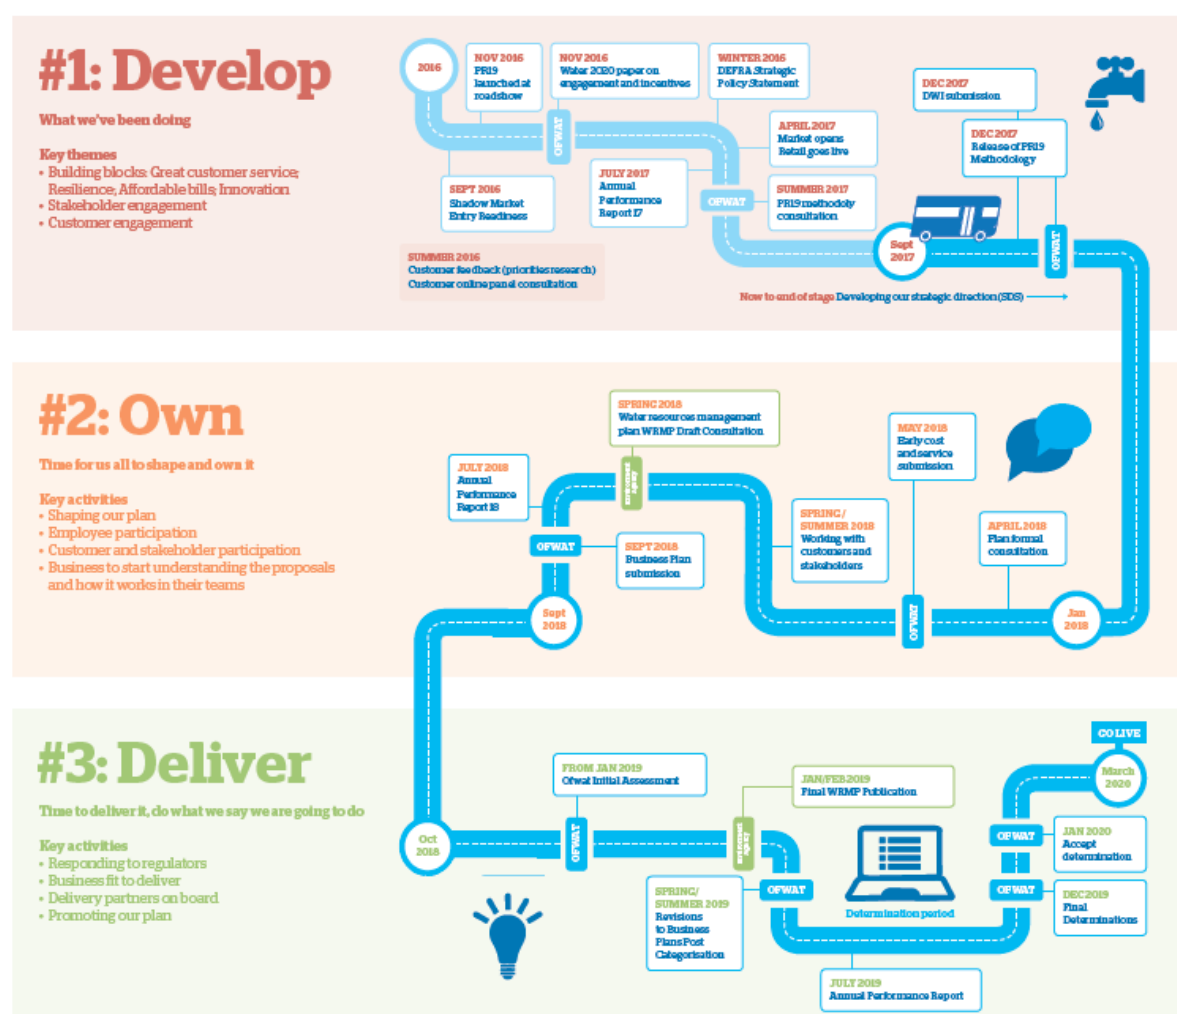 #1: Develop
What we've been doing
Key themes
• Building blocks: Great customer service;
Resilience; Affordable bills; Innovation
• Stakeholder engagement
• Customer engagement
2016
NOV 2016
PR19
launched at
roadshow
NOV 2016
Water 2020 paper on
engagement and incentives
WINTER 2016
DEFRA Strategic
Policy Statement
DEC 2017
DWI submission
OFWAT
APRIL 2017
Market opens
Retail goes live
DEC 2017
Release of PR19
Methodology
SEPT 2016
Shadow Market
Entry Readiness
JULY 2017
Annual
Performance
Report 17
OFWAT
SUMMER 2017
PR19 methodoly
consultation
SUMMER 2016
Customer feedback (priorities research)
Customer online panel consultation
Sept
2017
OFWAT
Now to end of stage Developing our strategic direction (SDS)
#2: Own
Time for us all to shape and own it
Key activities
• Shaping our plan
• Employee participation
• Customer and stakeholder participation
• Business to start understanding the proposals
and how it works in their teams
SPRING 2018
Water resources management
plan WRMP Draft Consultation
MAY 2018
Early cost
and service
submission
JULY 2018
Annual
Performance
Report 18
environment
agency
SPRING/
SUMMER 2018
Working with
customers and
stakeholders
APRIL 2018
Plan formal
consultation
OFWAT
SEPT 2018
Business Plan
submission
Sept
2018
OFWAT
Jan
2018
#3: Deliver
Time to deliver it, do what we say we are going to do
Key activities
• Responding to regulators
• Business fit to deliver
• Delivery partners on board
• Promoting our plan
GO LIVE
March
2020
FROM JAN 2019
Ofwat Initial Assessment
JAN/FEB 2019
Final WRMP Publication
Oct
2018
OFWAT
environment
agency
OFWAT
JAN 2020
Accept
determination
SPRING/
SUMMER 2019
Revisions
to Business
Plans Post
Categorisation
OFWAT
Determination period
OFWAT
DEC 2019
Final
Determinations
JULY 2019
Annual Performance Report